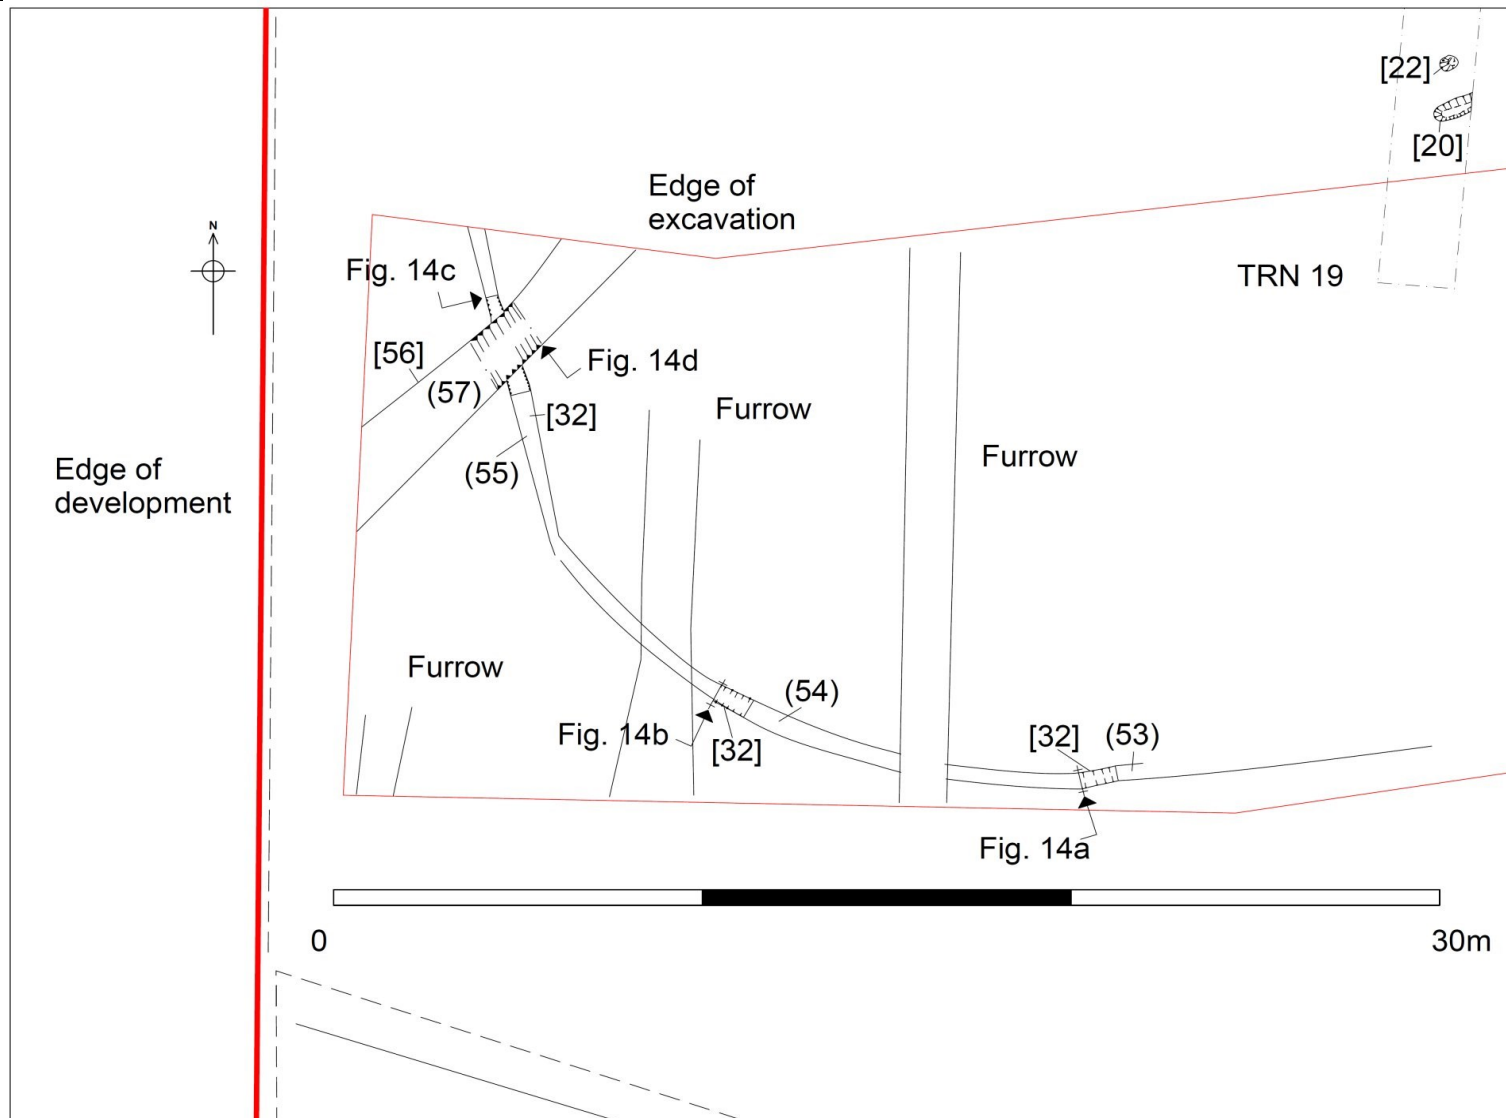 [22]
[20]
Edge of
excavation
N
Fig. 14c
TRN 19
[56]
Fig. 14d
(57)
[32]
Furrow
(55)
Furrow
Edge of
development
Furrow
(54)
Fig. 14b
[32]
[32]
(53)
Fig. 14a
0
30m